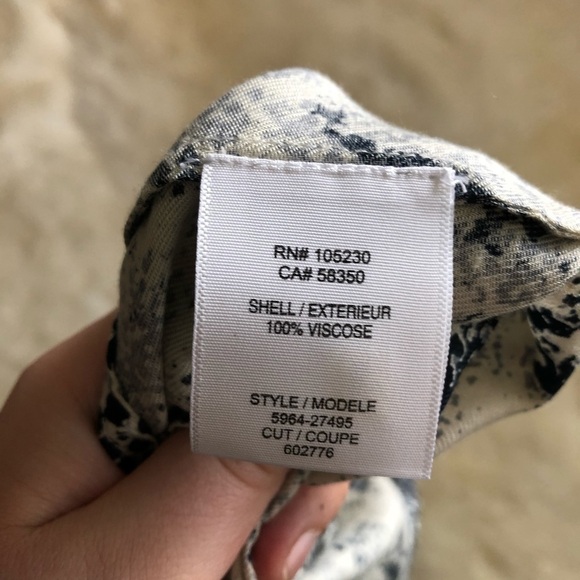 RN# 105230
CA# 58350
SHELL / EXTERIEUR
100% VISCOSE
STYLE / MODELE
5964-27495
CUT / COUPE
602776